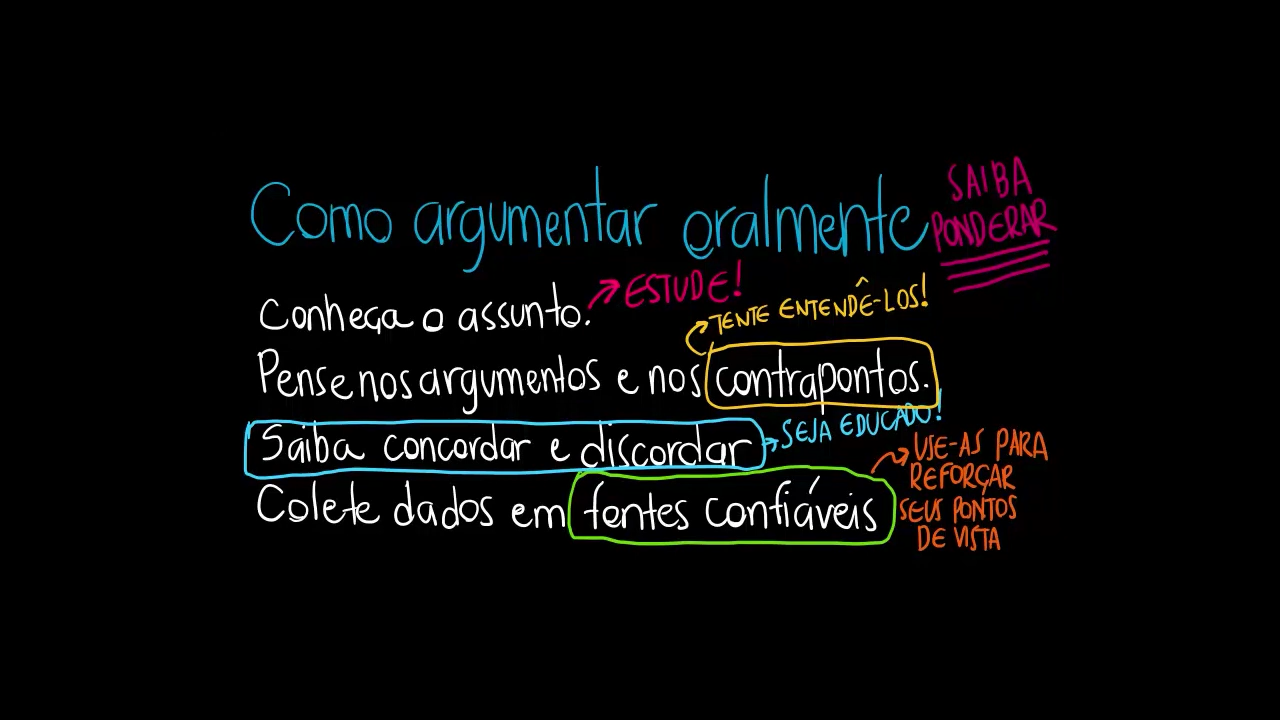 Como argumentar oralmente
SAIBA
PONDERAR
Conheça o assunto.
ESTUDE!
TENTE ENTENDÊ-LOS!
Pense nos argumentos e nos contrapontos.
Saiba concordar e discordar
SEJA EDUCADO!
Colete dados em fontes confiáveis
USE-AS PARA
REFORÇAR
SEUS PONTOS
DE VISTA